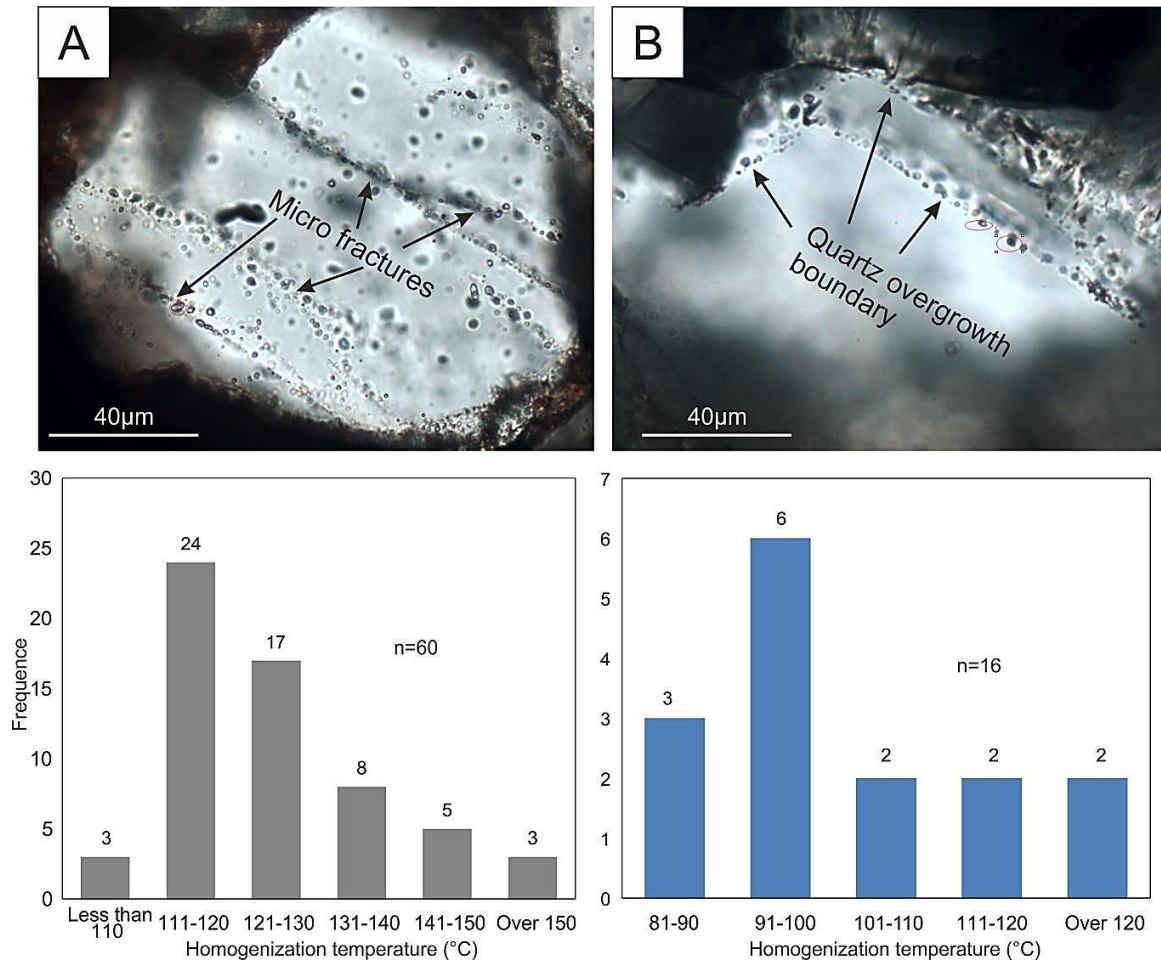 A
Micro fractures
40µm
B
Quartz overgrowth
boundary
40µm
30
25
20
15
10
5
0
Frequence
3
24
17
8
5
3
n=60
Less than
110
111-120
121-130
131-140
141-150
Over 150
Homogenization temperature (°C)
7
6
5
4
3
2
1
0
3
6
2
2
2
n=16
81-90
91-100
101-110
111-120
Over 120
Homogenization temperature (°C)